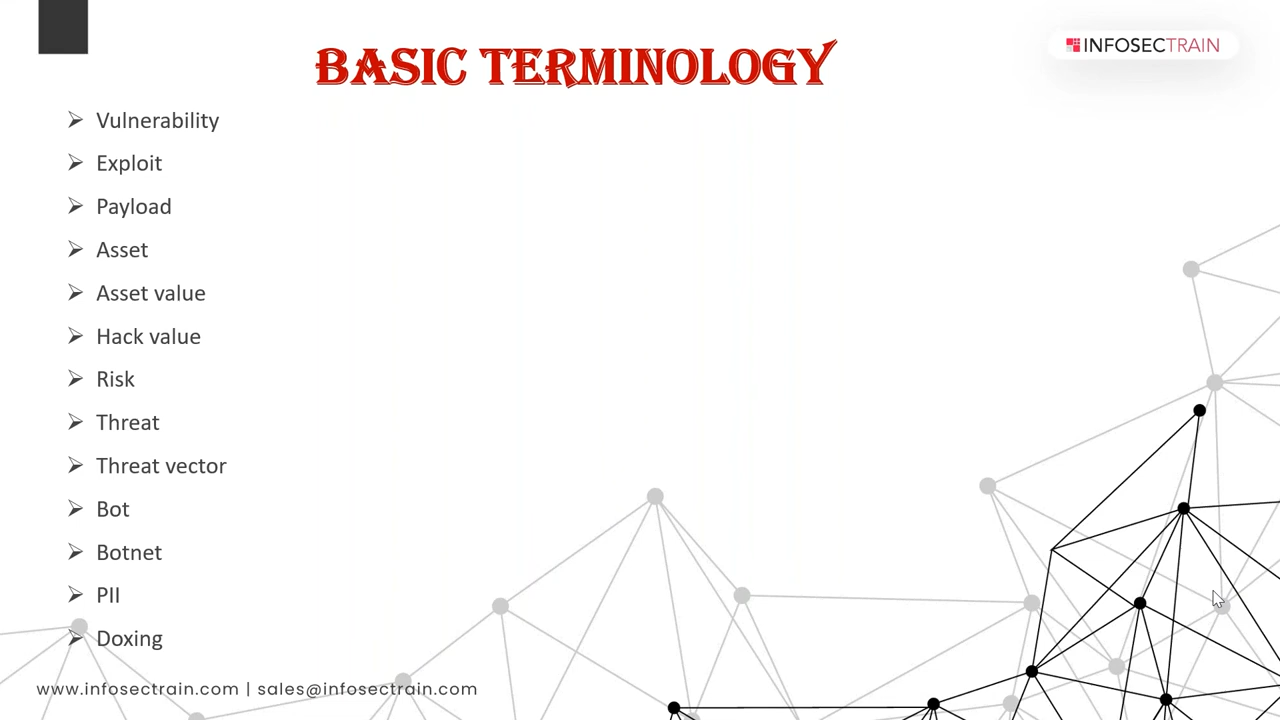 BASIC TERMINOLOGY
INFOSECTRAIN
Vulnerability
Exploit
Payload
Asset
Asset value
Hack value
Risk
Threat
Threat vector
Bot
Botnet
PII
Doxing
www.infosectrain.com | sales@infosectrain.com